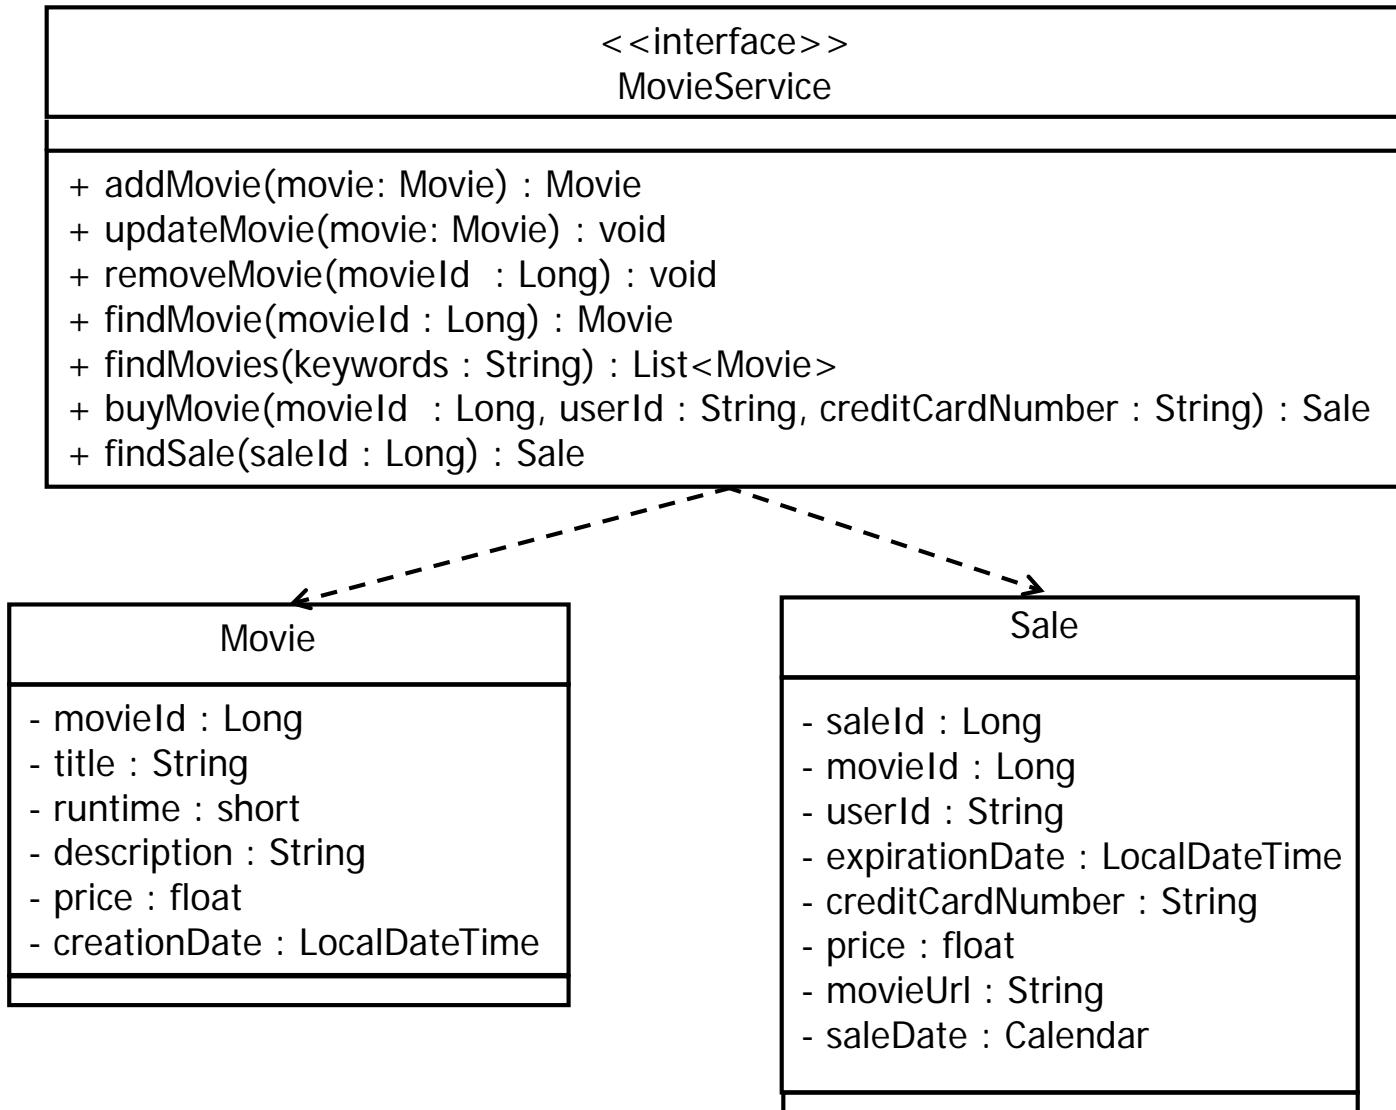 <<interface>>
MovieService
+ addMovie(movie: Movie) : Movie
+ updateMovie(movie: Movie) : void
+ removeMovie(movieId : Long) : void
+ findMovie(movieId : Long) : Movie
+ findMovies(keywords : String) : List<Movie>
+ buyMovie(movieId : Long, userId : String, creditCardNumber : String) : Sale
+ findSale(saleId : Long) : Sale
Movie
- movieId : Long
- title : String
- runtime : short
- description : String
- price : float
- creationDate : LocalDateTime
Sale
- saleId : Long
- movieId : Long
- userId : String
- expirationDate : LocalDateTime
- creditCardNumber : String
- price : float
- movieUrl : String
- saleDate : Calendar